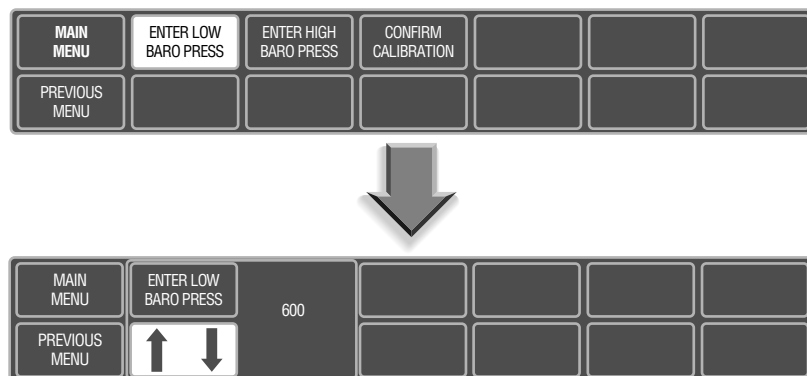 MAIN
MENU
ENTER LOW
BARO PRESS
ENTER HIGH
BARO PRESS
CONFIRM
CALIBRATION
PREVIOUS
MENU
MAIN
MENU
ENTER LOW
BARO PRESS
600
PREVIOUS
MENU